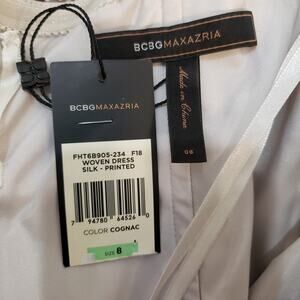 BCBGMAXAZRIA
Made in China
08
BCBGMAXAZRIA
FHT6B905-234 F18
WOVEN DRESS
SILK - PRINTED
7 94780 64526 0
COLOR COGNAC
SIZE 8